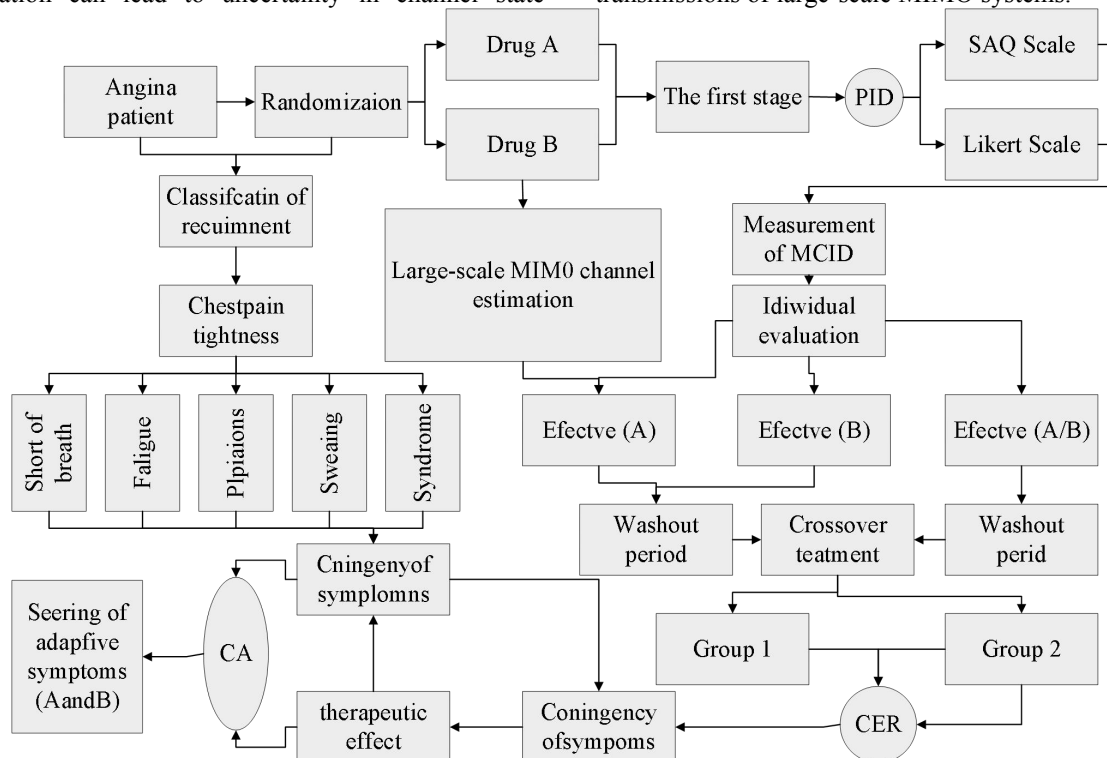 ation can lead to uncertainty in channel state
transmissions of large-scale MIMO systems.
Drug A
SAQ Scale
Angina
patient
Randomizaion
The first stage
PID
Drug B
Likert Scale
Classifcatin of
recuimnent
Measurement
of MCID
Large-scale MIM0 channel
estimation
Chestpain
tightness
Idiwidual
evaluation
Short of
breath
Faligue
Plpiaions
Sweaing
Syndrome
Efectve (A)
Efectve (B)
Efectve (A/B)
Washout
period
Crossover
teatment
Washout
perid
Cningenyof
symplomns
Seering of
adapfive
symptoms
(AandB)
CA
Group 1
Group 2
therapeutic
effect
Coningency
ofsympoms
CER